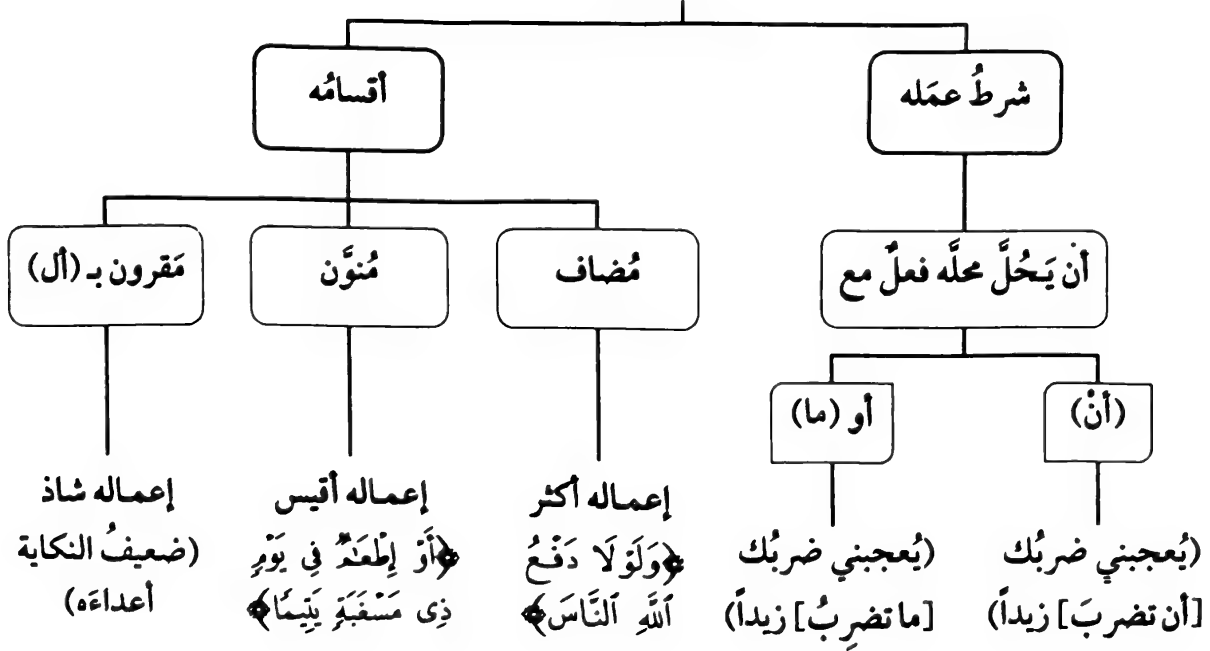 شرطُ عمَله
أقسامُه
أن يَحُلَّ محلَّه فعلٌ مع
مُضاف
مُنوَّن
مَقرون بـ (أل)
(أنْ)
أو (ما)
(يُعجبني ضربُك
[أن تضربَ] زيداً)
(يُعجبني ضربُك
[ما تضرِبُ] زيداً)
إعماله أكثر
﴿وَلَوْلَا دَفْعُ
ٱللَّهِ ٱلنَّاسَ﴾
إعماله أقيس
﴿أَوْ إِطْعَٰمٌ فِى يَوْمٍ
ذِى مَسْغَبَةٍ يَتِيمًا﴾
إعماله شاذ
(ضعيفُ النكاية
أعداءَه)